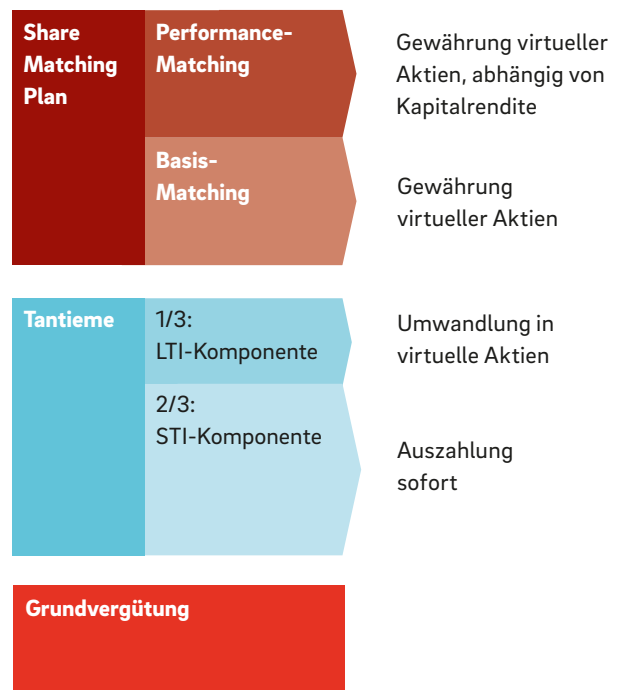 Share
Matching
Plan
Performance-
Matching
Gewährung virtueller
Aktien, abhängig von
Kapitalrendite
Basis-
Matching
Gewährung
virtueller Aktien
Tantieme
1/3:
LTI-Komponente
Umwandlung in
virtuelle Aktien
2/3:
STI-Komponente
Auszahlung
sofort
Grundvergütung